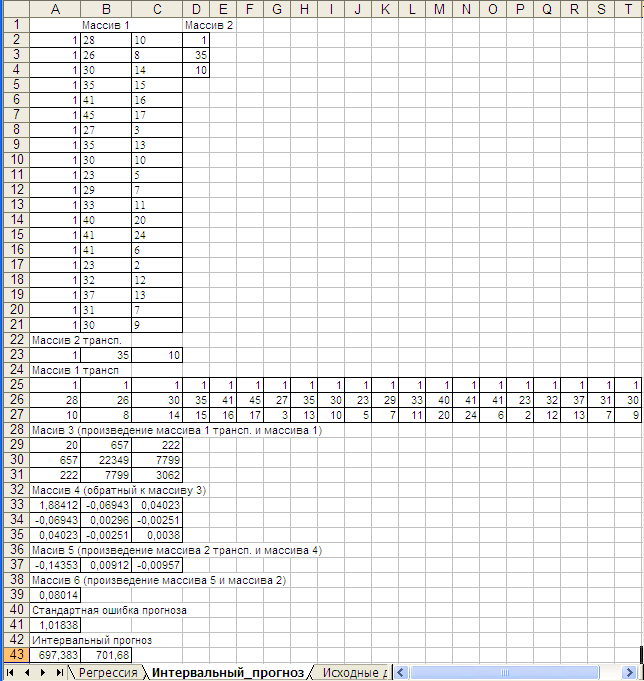 A B C D E F G H I J K L M N O P Q R S T
1 Массив 1 Массив 2
2 1 28 10 1
3 1 26 8 35
4 1 30 14 10
5 1 35 15
6 1 41 16
7 1 45 17
8 1 27 3
9 1 35 13
10 1 30 10
11 1 23 5
12 1 29 7
13 1 33 11
14 1 40 20
15 1 41 24
16 1 41 6
17 1 23 2
18 1 32 12
19 1 37 13
20 1 31 7
21 1 30 9
22 Массив 2 трансп.
23 1 35 10
24 Массив 1 трансп
25 1 1 1 1 1 1 1 1 1 1 1 1 1 1 1 1 1 1 1 1
26 28 26 30 35 41 45 27 35 30 23 29 33 40 41 41 23 32 37 31 30
27 10 8 14 15 16 17 3 13 10 5 7 11 20 24 6 2 12 13 7 9
28 Масив 3 (произведение массива 1 трансп. и массива 1)
29 20 657 222
30 657 22349 7799
31 222 7799 3062
32 Массив 4 (обратный к массиву 3)
33 1,88412 -0,06943 0,04023
34 -0,06943 0,00296 -0,00251
35 0,04023 -0,00251 0,0038
36 Масив 5 (произведение массива 2 трансп. и массива 4)
37 -0,14353 0,00912 -0,00957
38 Массив 6 (произведение массива 5 и массива 2)
39 0,08014
40 Стандартная ошибка прогноза
41 1,01838
42 Интервальный прогноз
43 697,383 701,68
Регрессия Интервальный_прогноз Исходные д